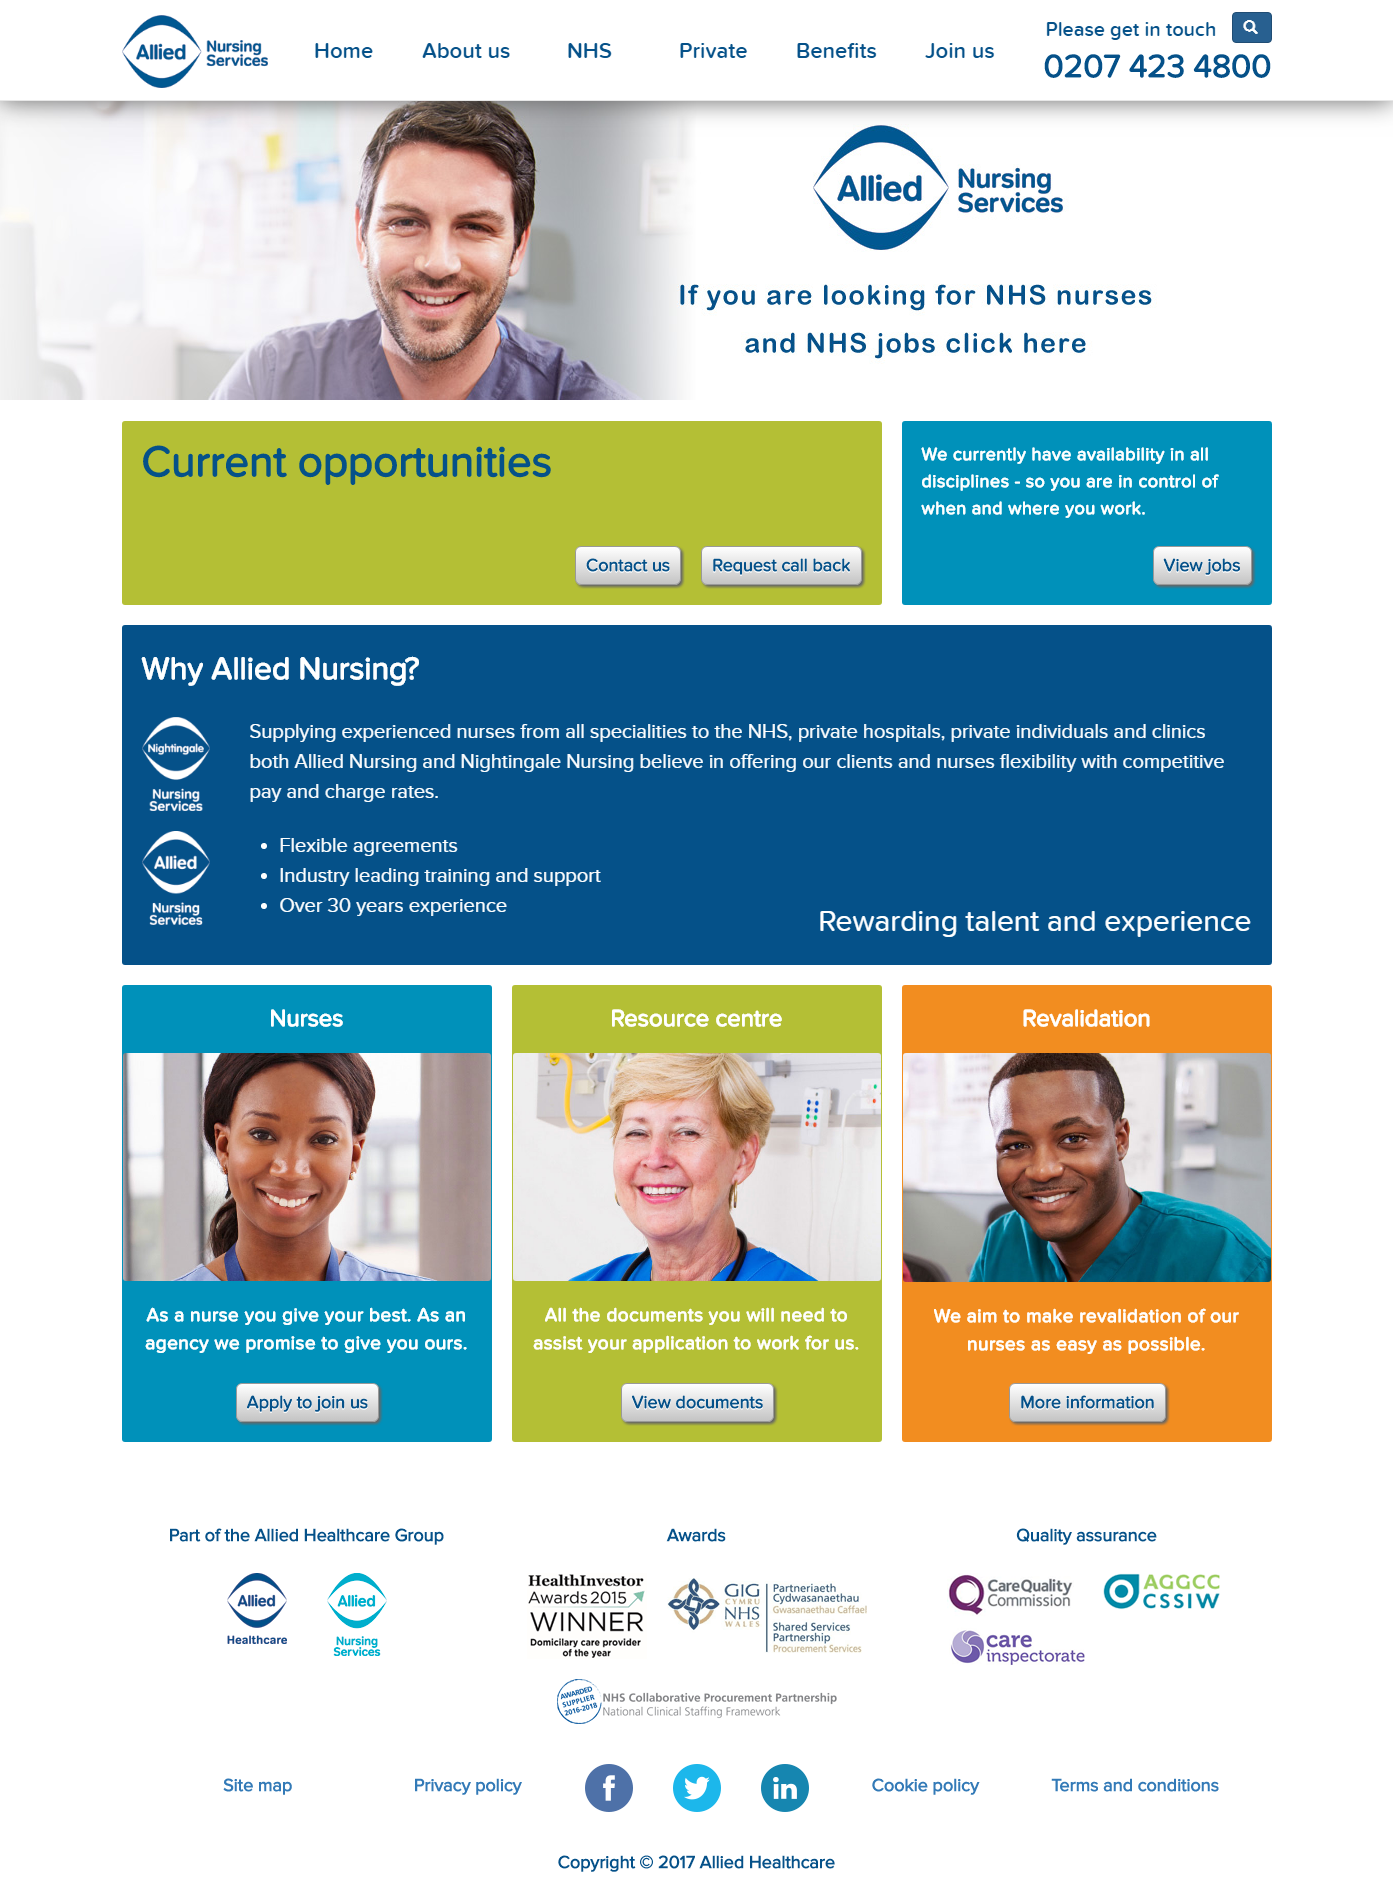 Allied
Nursing
Services
Home
About us
NHS
Private
Benefits
Join us
Please get in touch
0207 423 4800
Allied
Nursing
Services
If you are looking for NHS nurses
and NHS jobs click here
Current opportunities
Contact us
Request call back
We currently have availability in all
disciplines - so you are in control of
when and where you work.
View jobs
Why Allied Nursing?
Nightingale
Nursing
Services
Allied
Nursing
Services
Supplying experienced nurses from all specialities to the NHS, private hospitals, private individuals and clinics
both Allied Nursing and Nightingale Nursing believe in offering our clients and nurses flexibility with competitive
pay and charge rates.
• Flexible agreements
• Industry leading training and support
• Over 30 years experience
Rewarding talent and experience
Nurses
As a nurse you give your best. As an
agency we promise to give you ours.
Apply to join us
Resource centre
All the documents you will need to
assist your application to work for us.
View documents
Revalidation
We aim to make revalidation of our
nurses as easy as possible.
More information
Part of the Allied Healthcare Group
Allied
Healthcare
Allied
Nursing
Services
Awards
HealthInvestor
Awards 2015
WINNER
Domicilary care provider
of the year
GIG
CYMRU
NHS
WALES
Partneriaeth
Cydwasanaethau
Gwasanaethau Caffael
Shared Services
Partnership
Procurement Services
AWARDED
SUPPLIER
2016-2018
NHS Collaborative Procurement Partnership
National Clinical Staffing Framework
Quality assurance
CareQuality
Commission
AGGCC
CSSIW
care
inspectorate
Site map
Privacy policy
f
in
Cookie policy
Terms and conditions
Copyright © 2017 Allied Healthcare